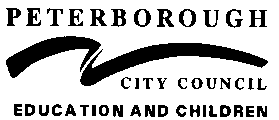 PETERBOROUGH
CITY COUNCIL
EDUCATION AND CHILDREN